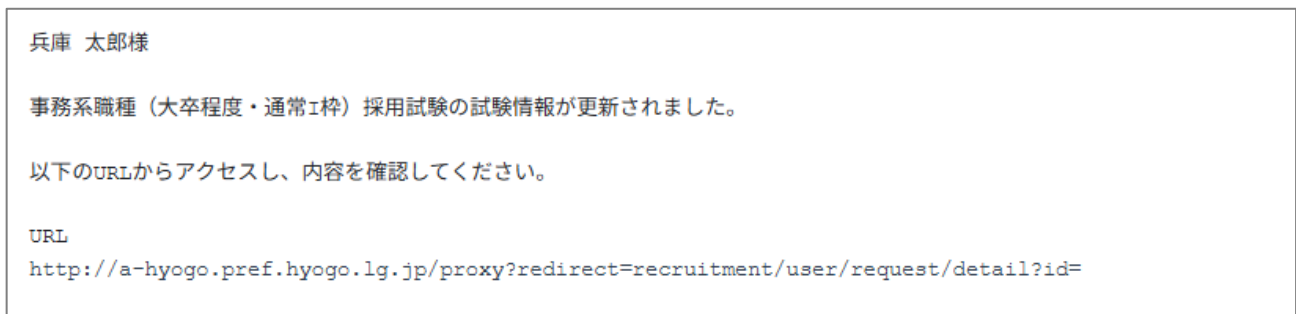 兵庫 太郎様
事務系職種（大卒程度・通常I枠）採用試験の試験情報が更新されました。
以下のURLからアクセスし、内容を確認してください。
URL
http://a-hyogo.pref.hyogo.lg.jp/proxy?redirect=recruitment/user/request/detail?id=